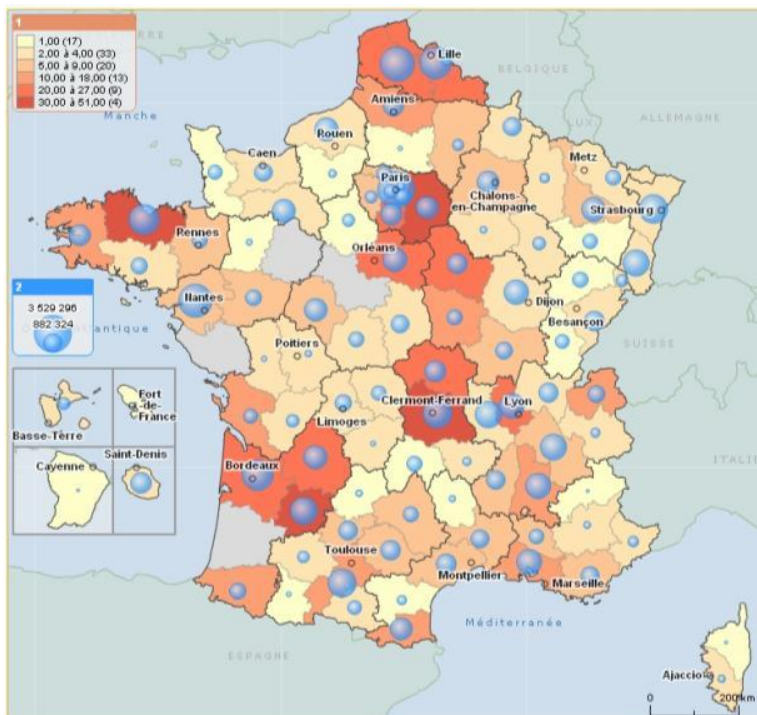 1
1,00 (17)
2,00 à 4,00 (33)
5,00 à 9,00 (20)
10,00 à 18,00 (13)
20,00 à 27,00 (9)
30,00 à 51,00 (4)
Lille
BELGIQUE
Amiens
LUX
ALLEMAGNE
Manche
Rouen
Caen
Metz
Paris
Châlons-
en-Champagne
Strasbourg
Rennes
Orléans
2
3 529 296
882 324
Nantes
Dijon
Besançon
SUISSE
Poitiers
Fort
-de-
France
Basse-Terre
Clermont-Ferrand
Lyon
Limoges
Cayenne
Saint-Denis
ITALIE
Bordeaux
Toulouse
Montpellier
Marseille
Méditerranée
ESPAGNE
Ajaccio
0
200 km